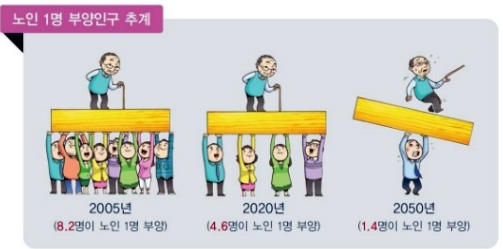 노인 1명 부양인구 추계
2005년
(8.2명이 노인 1명 부양)
2020년
(4.6명이 노인 1명 부양)
2050년
(1.4명이 노인 1명 부양)